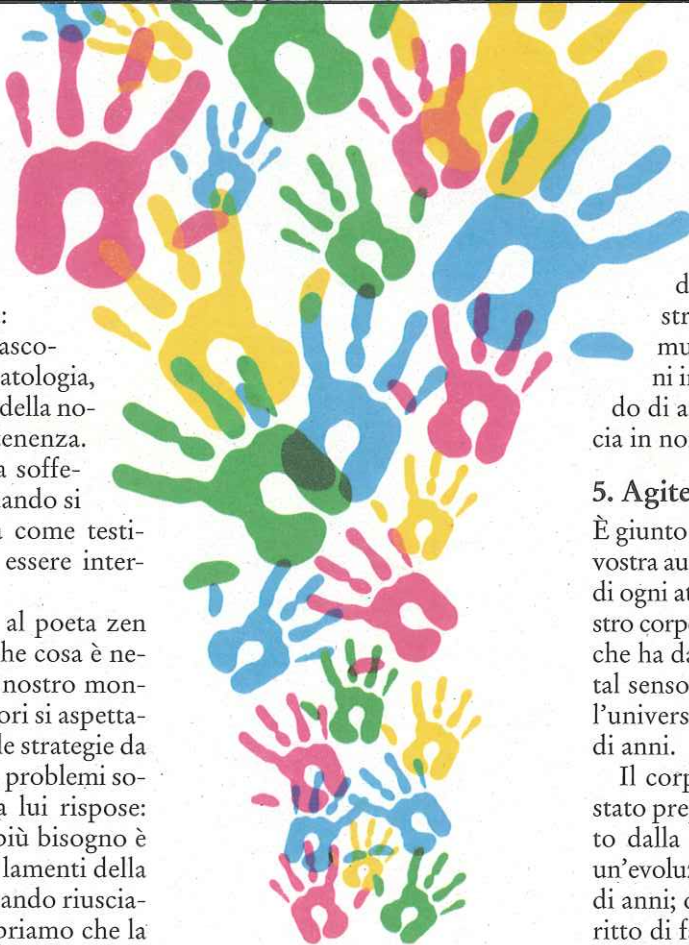 :
asco-
atologia,
della no-
tenenza.
a soffe-
ando si
come testi-
essere inter-
al poeta zen
he cosa è ne-
nostro mon-
ori si aspetta-
le strategie da
problemi so-
a lui rispose:
più bisogno è
lamenti della
ando riuscia-
priamo che la
d
str
mu
ni in
do di a
cia in no
5. Agite
È giunto
vostra au
di ogni at
stro corpo
che ha da
tal senso
l'univers
di anni.
Il corp
stato pre
to dalla
un'evoluz
di anni; 
ritto di f